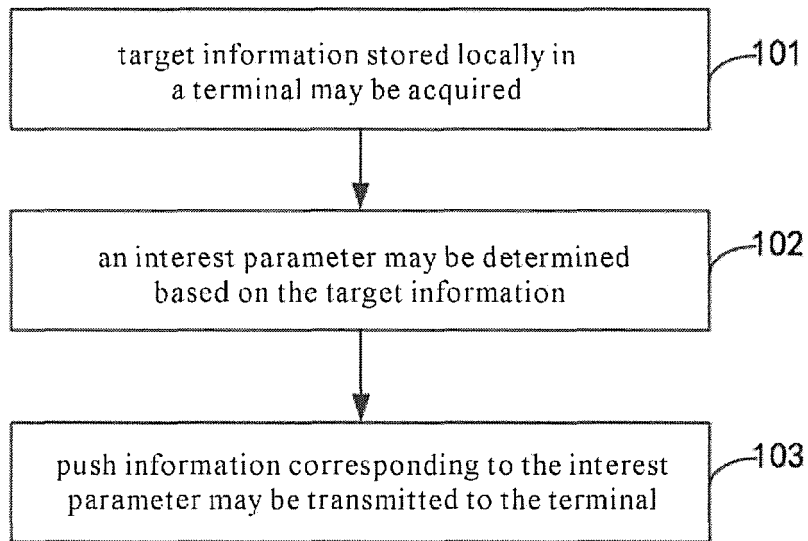 target information stored locally in
a terminal may be acquired
101
an interest parameter may be determined
based on the target information
102
push information corresponding to the interest
parameter may be transmitted to the terminal
103